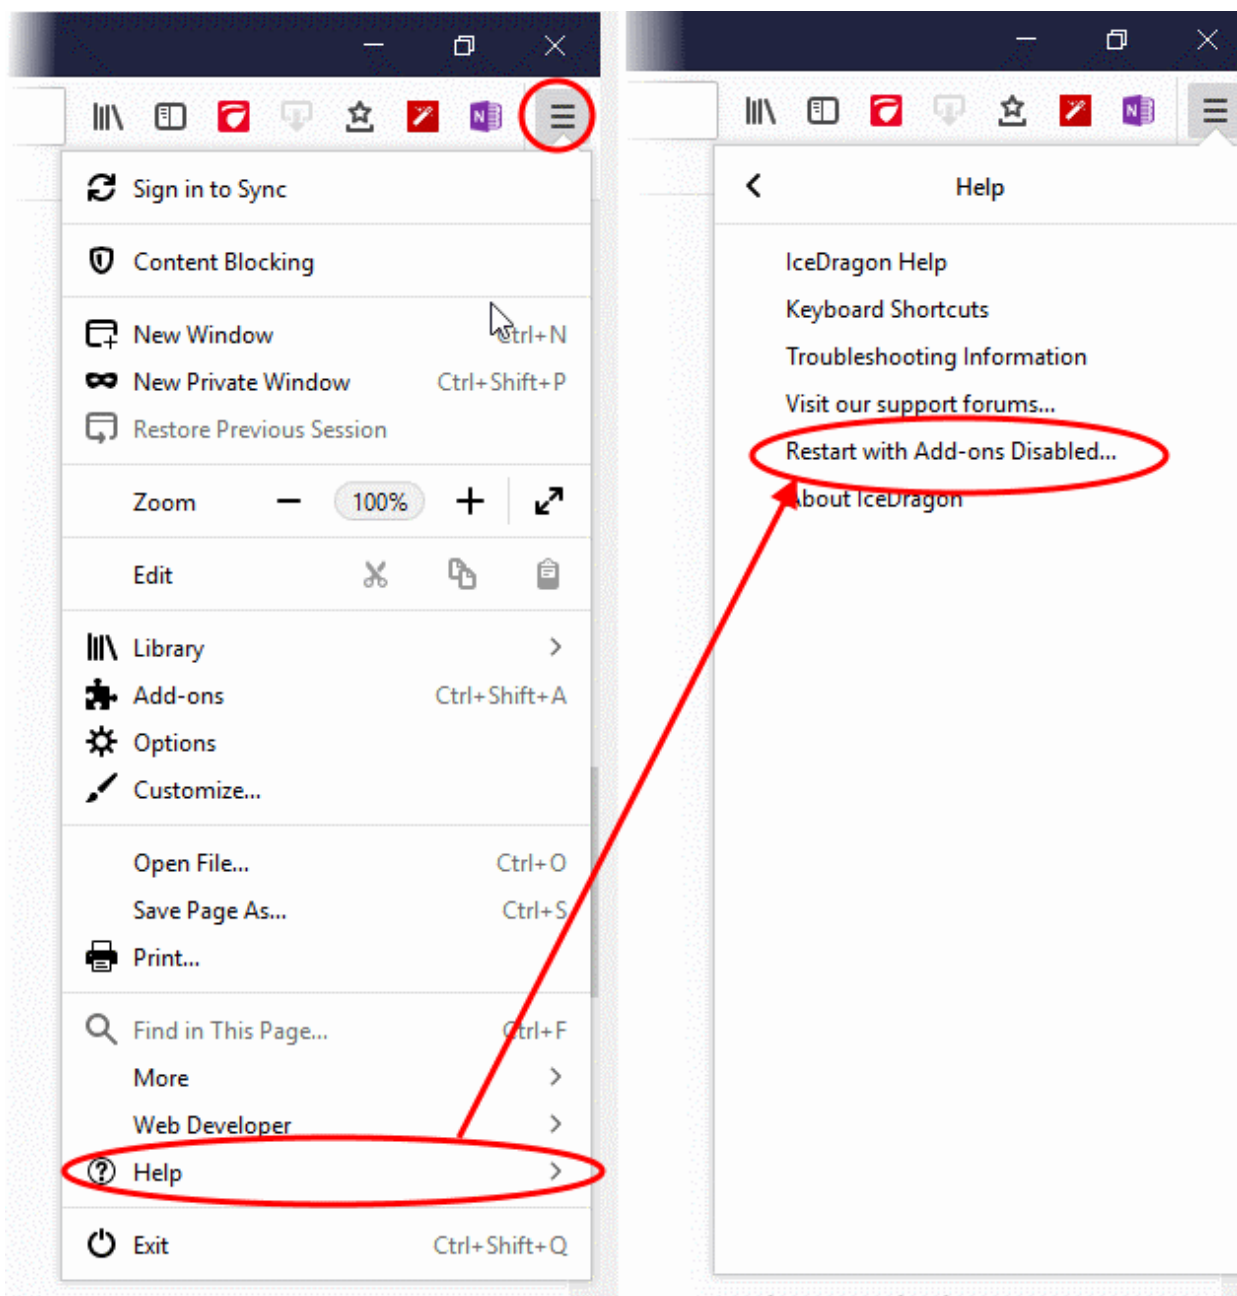 Sign in to Sync
Content Blocking
New Window Ctrl+N
New Private Window Ctrl+Shift+P
Restore Previous Session
Zoom 100%
Edit
Library
Add-ons Ctrl+Shift+A
Options
Customize...
Open File... Ctrl+O
Save Page As... Ctrl+S
Print...
Find in This Page... Ctrl+F
More
Web Developer
Help
Exit Ctrl+Shift+Q
Help
IceDragon Help
Keyboard Shortcuts
Troubleshooting Information
Visit our support forums...
Restart with Add-ons Disabled...
About IceDragon